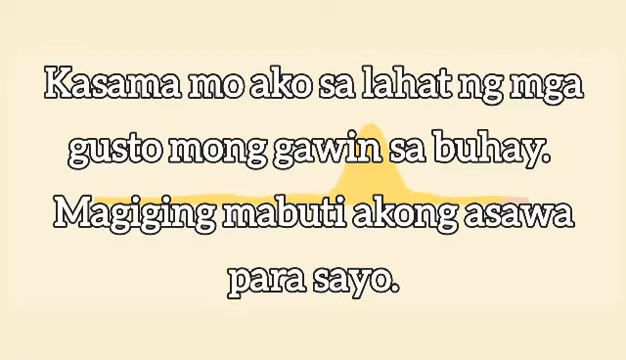 Kasama mo ako sa lahat ng mga
gusto mong gawin sa buhay.
Magiging mabuti akong asawa
para sayo.